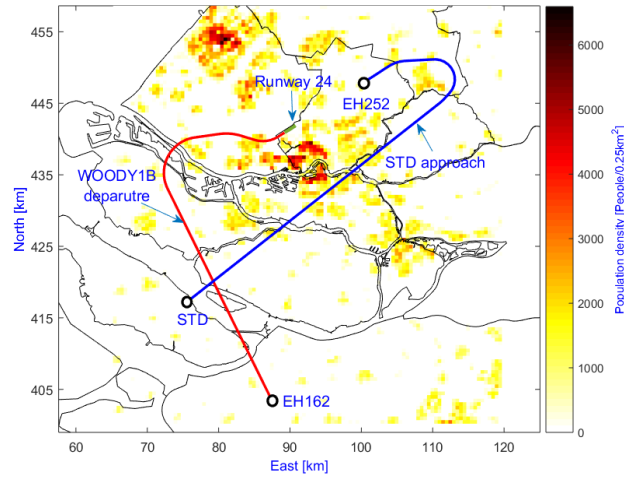 455
445
435
425
415
405
North [km]
60
70
80
90
100
110
120
East [km]
Runway 24
EH252
STD approach
WOODY1B
deparutre
STD
EH162
6000
5000
4000
3000
2000
1000
0
Population density [People/0.25km²]